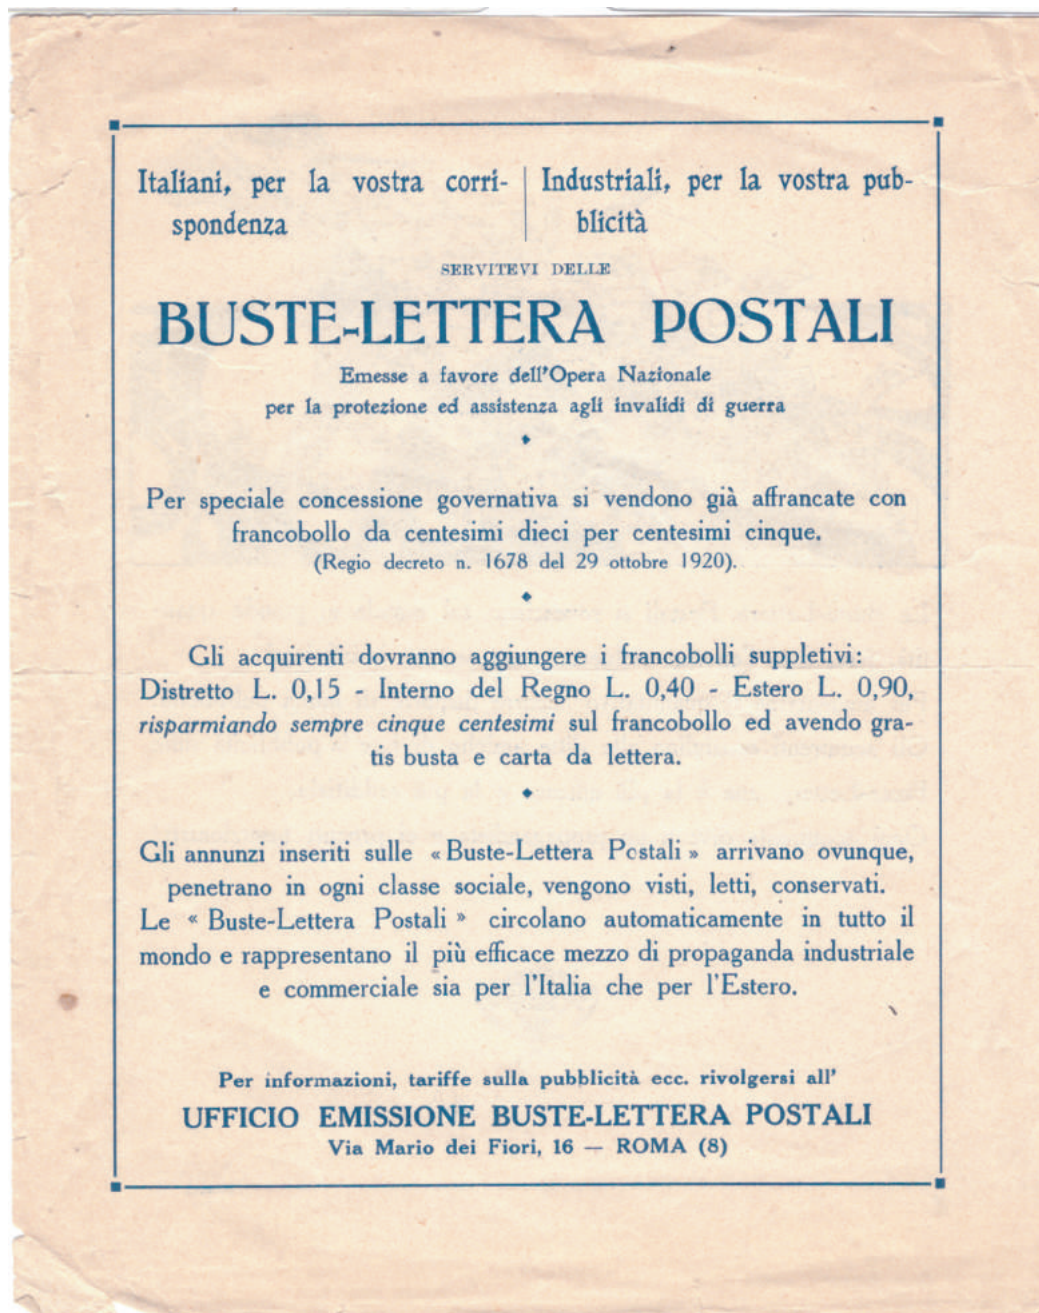 Italiani, per la vostra corri-
spondenza
Industriali, per la vostra pub-
blicità
SERVITEVI DELLE
BUSTE-LETTERA POSTALI
Emesse a favore dell'Opera Nazionale
per la protezione ed assistenza agli invalidi di guerra
Per speciale concessione governativa si vendono già affrancate con
francobollo da centesimi dieci per centesimi cinque.
(Regio decreto n. 1678 del 29 ottobre 1920).
Gli acquirenti dovranno aggiungere i francobolli suppletivi:
Distretto L. 0,15 - Interno del Regno L. 0,40 - Estero L. 0,90,
risparmiando sempre cinque centesimi sul francobollo ed avendo gra-
tis busta e carta da lettera.
Gli annunzi inseriti sulle « Buste-Lettera Postali » arrivano ovunque,
penetrano in ogni classe sociale, vengono visti, letti, conservati.
Le « Buste-Lettera Postali » circolano automaticamente in tutto il
mondo e rappresentano il più efficace mezzo di propaganda industriale
e commerciale sia per l'Italia che per l'Estero.
Per informazioni, tariffe sulla pubblicità ecc. rivolgersi all'
UFFICIO EMISSIONE BUSTE-LETTERA POSTALI
Via Mario dei Fiori, 16 — ROMA (8)